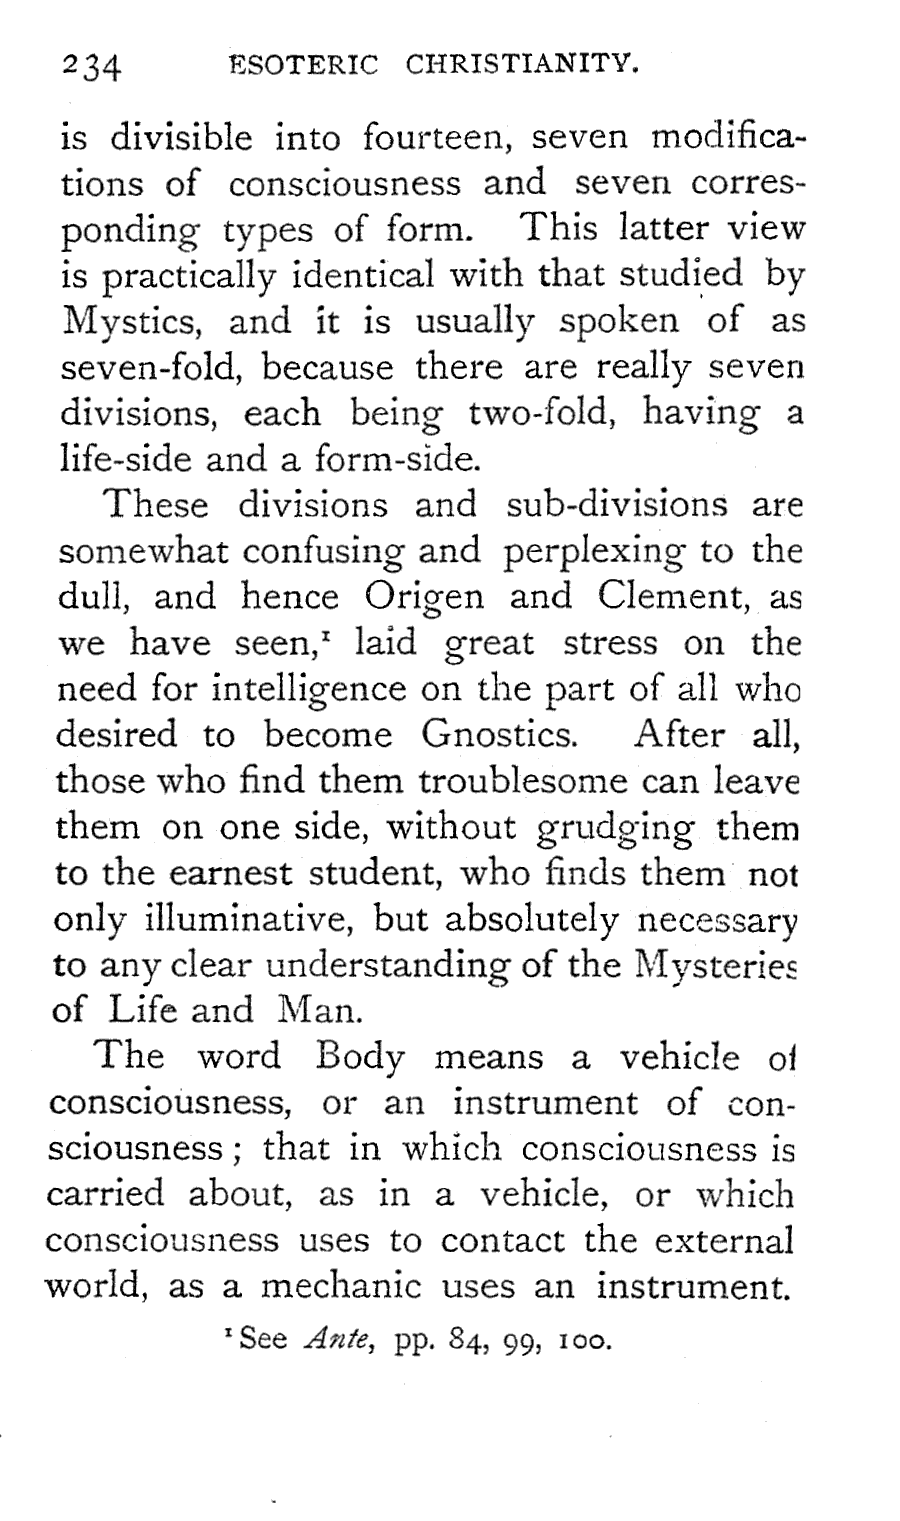 234 ESOTERIC CHRISTIANITY.
is divisible into fourteen, seven modifica-
tions of consciousness and seven corres-
ponding types of form. This latter view
is practically identical with that studied by
Mystics, and it is usually spoken of as
seven-fold, because there are really seven
divisions, each being two-fold, having a
life-side and a form-side.
These divisions and sub-divisions are
somewhat confusing and perplexing to the
dull, and hence Origen and Clement, as
we have seen,¹ laid great stress on the
need for intelligence on the part of all who
desired to become Gnostics. After all,
those who find them troublesome can leave
them on one side, without grudging them
to the earnest student, who finds them not
only illuminative, but absolutely necessary
to any clear understanding of the Mysteries
of Life and Man.
The word Body means a vehicle of
consciousness, or an instrument of con-
sciousness ; that in which consciousness is
carried about, as in a vehicle, or which
consciousness uses to contact the external
world, as a mechanic uses an instrument.
¹ See Ante, pp. 84, 99, 100.